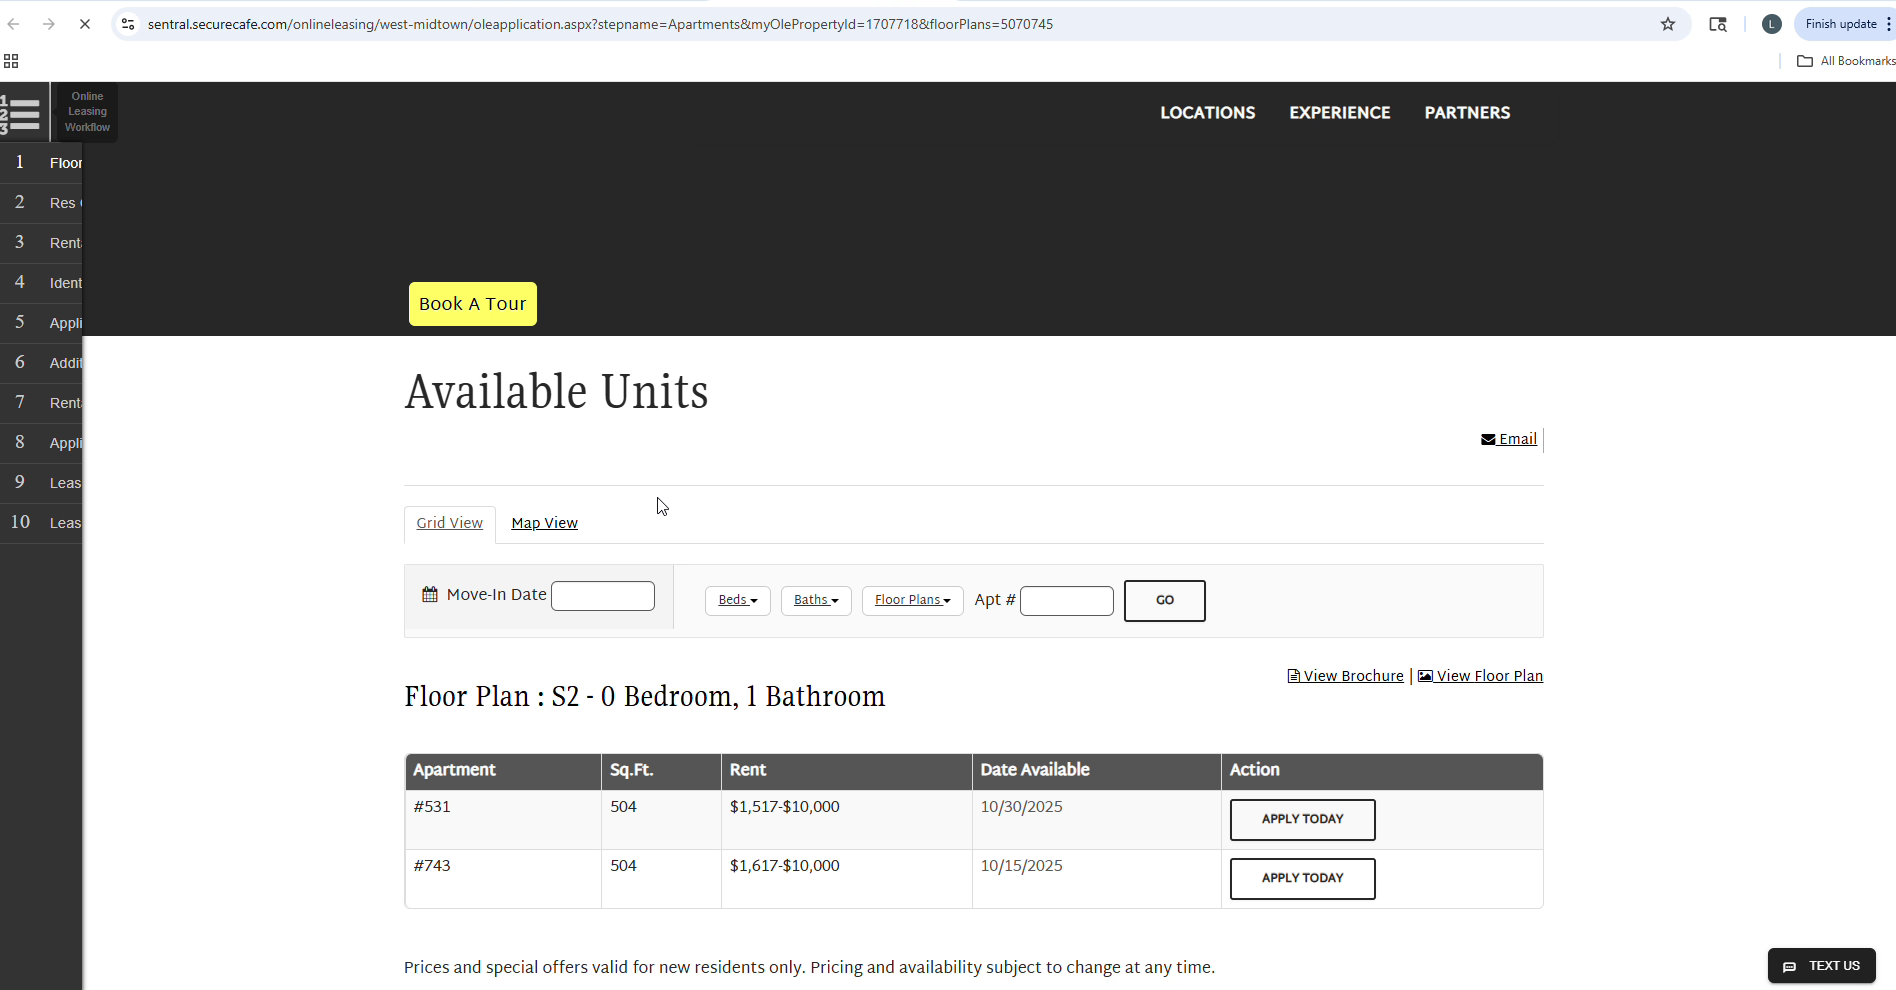 sentral.securecafe.com/onlineleasing/west-midtown/oleapplication.aspx?stepname=Apartments&myOlePropertyId=1707718&floorPlans=5070745
L
Finish update
All Bookmarks
1
2
3
Online
Leasing
Workflow
LOCATIONS EXPERIENCE PARTNERS
1 Floor
2 Res
3 Rent
4 Ident
5 Appli
6 Addit
7 Rent
8 Appli
9 Leas
10 Leas
Book A Tour
Available Units
Email
Grid View Map View
Move-In Date Beds Baths Floor Plans Apt # GO
View Brochure | View Floor Plan
Floor Plan : S2 - 0 Bedroom, 1 Bathroom
Apartment Sq.Ft. Rent Date Available Action
#531 504 $1,517-$10,000 10/30/2025 APPLY TODAY
#743 504 $1,617-$10,000 10/15/2025 APPLY TODAY
Prices and special offers valid for new residents only. Pricing and availability subject to change at any time.
TEXT US